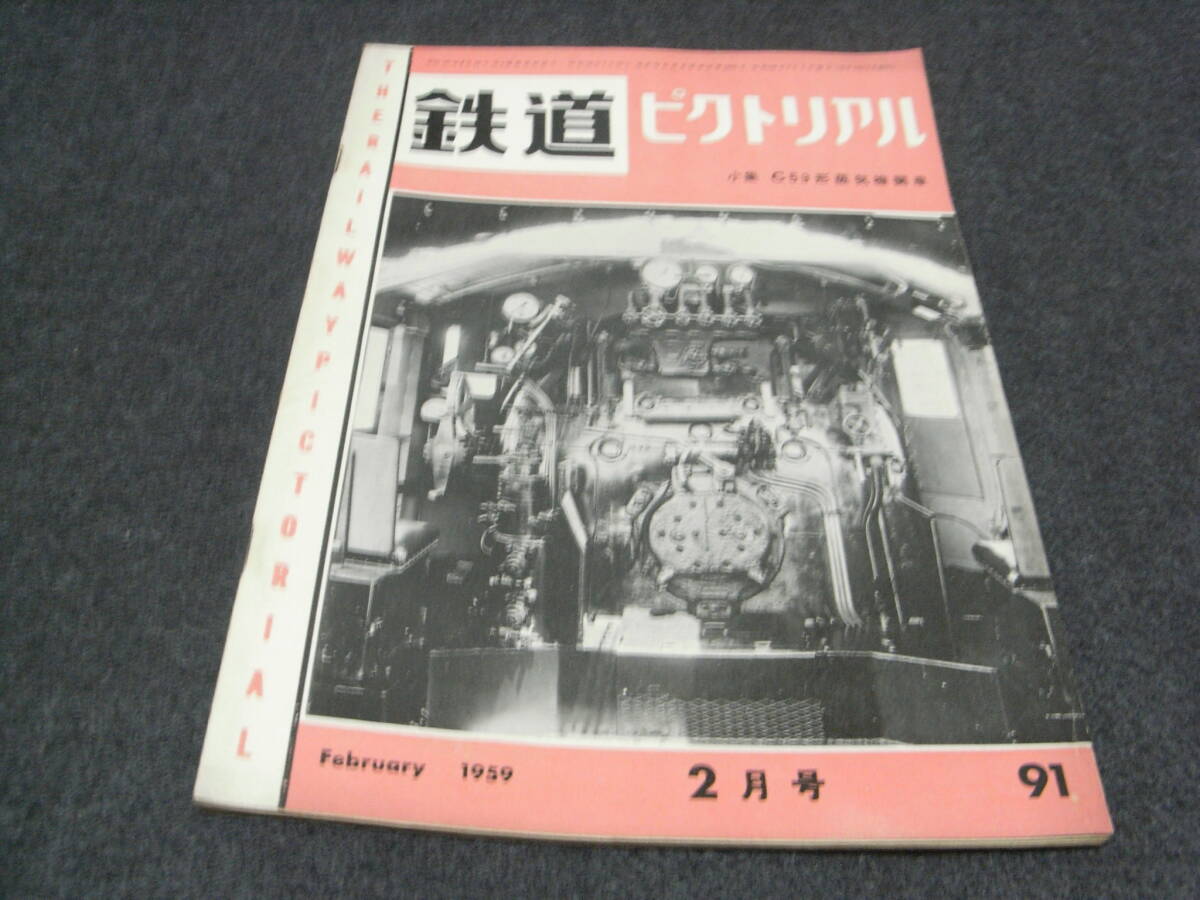 鉄道 ピクトリアル
THE RAILWAY PICTORIAL
小集 C59形蒸気機関車
February 1959 2月号 91